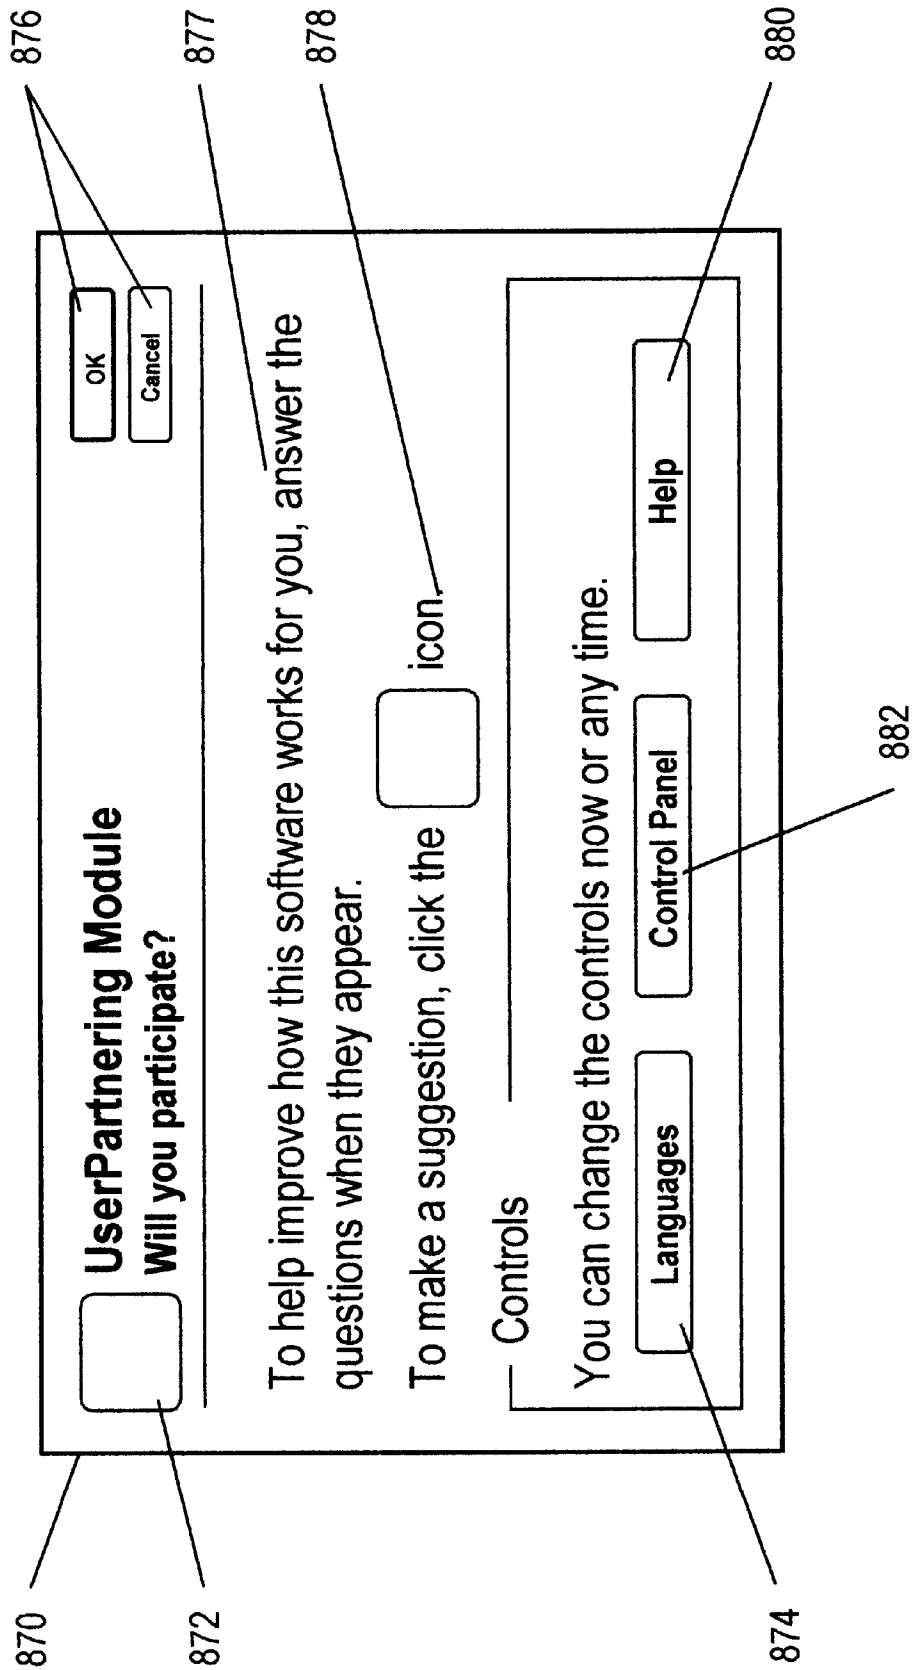 876
877
878
880
OK
Cancel
UserPartnering Module
Will you participate?
To help improve how this software works for you, answer the
questions when they appear.
To make a suggestion, click the icon.
Controls
You can change the controls now or any time.
Languages
Control Panel
Help
882
870
872
874